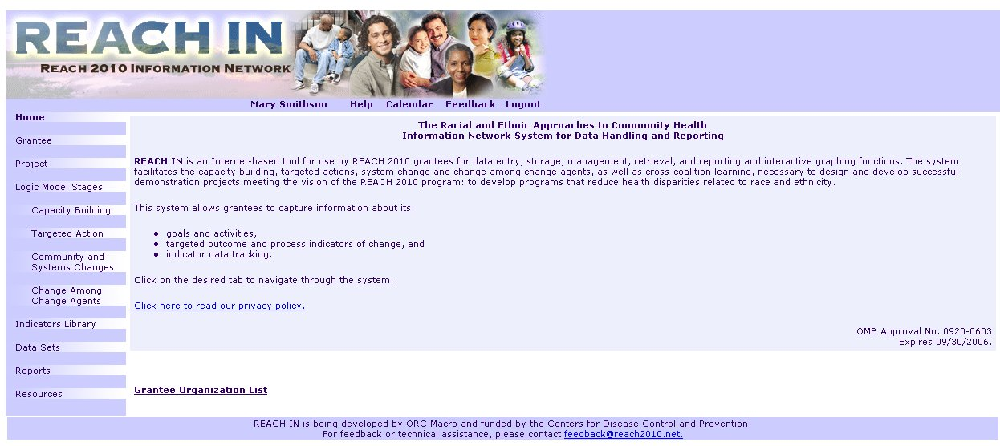 REACH IN
REACH 2010 INFORMATION NETWORK
Mary Smithson Help Calendar Feedback Logout
Home
Grantee
Project
Logic Model Stages
Capacity Building
Targeted Action
Community and
Systems Changes
Change Among
Change Agents
Indicators Library
Data Sets
Reports
Resources
The Racial and Ethnic Approaches to Community Health
Information Network System for Data Handling and Reporting
REACH IN is an Internet-based tool for use by REACH 2010 grantees for data entry, storage, management, retrieval, and reporting and interactive graphing functions. The system
facilitates the capacity building, targeted actions, system change and change among change agents, as well as cross-coalition learning, necessary to design and develop successful
demonstration projects meeting the vision of the REACH 2010 program: to develop programs that reduce health disparities related to race and ethnicity.
This system allows grantees to capture information about its:
• goals and activities,
• targeted outcome and process indicators of change, and
• indicator data tracking.
Click on the desired tab to navigate through the system.
Click here to read our privacy policy.
OMB Approval No. 0920-0603
Expires 09/30/2006.
Grantee Organization List
REACH IN is being developed by ORC Macro and funded by the Centers for Disease Control and Prevention.
For feedback or technical assistance, please contact feedback@reach2010.net.